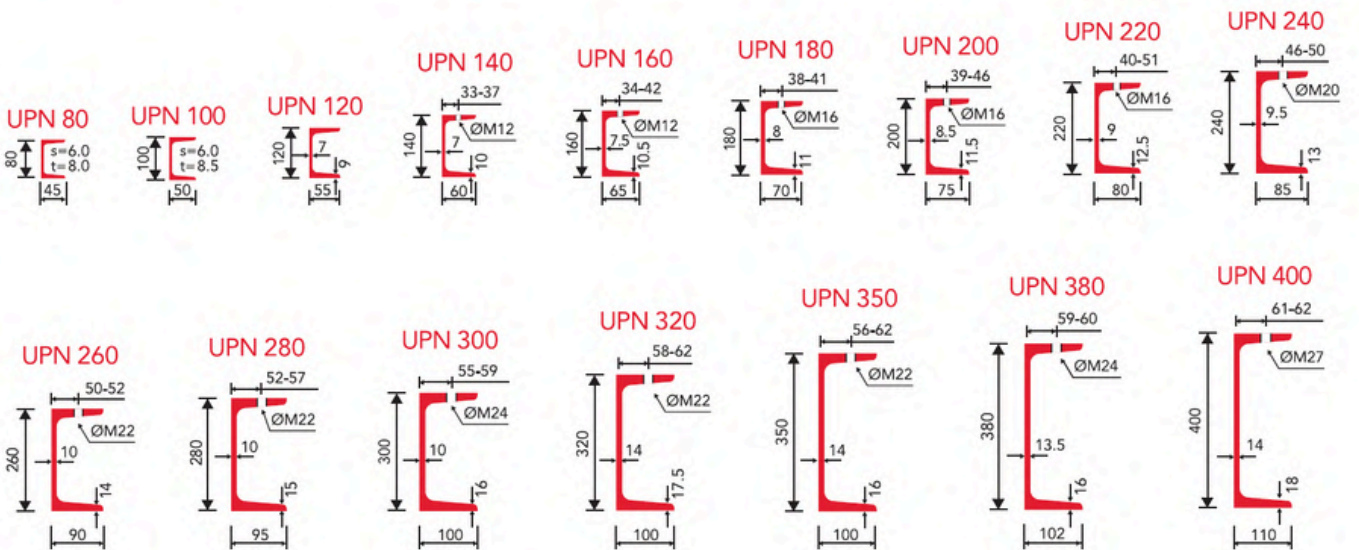 UPN 80
80
s=6.0
t=8.0
45
UPN 100
100
s=6.0
t=8.5
50
UPN 120
120
7
9
55
UPN 140
33-37
ØM12
140
7
10
60
UPN 160
34-42
ØM12
160
7.5
10.5
65
UPN 180
38-41
ØM16
180
8
11
70
UPN 200
39-46
ØM16
200
8.5
11.5
75
UPN 220
40-51
ØM16
220
9
12.5
80
UPN 240
46-50
ØM20
240
9.5
13
85
UPN 260
50-52
ØM22
260
10
14
90
UPN 280
52-57
ØM22
280
10
15
95
UPN 300
55-59
ØM24
300
10
16
100
UPN 320
58-62
ØM22
320
14
17.5
100
UPN 350
56-62
ØM22
350
14
16
100
UPN 380
59-60
ØM24
380
13.5
16
102
UPN 400
61-62
ØM27
400
14
18
110